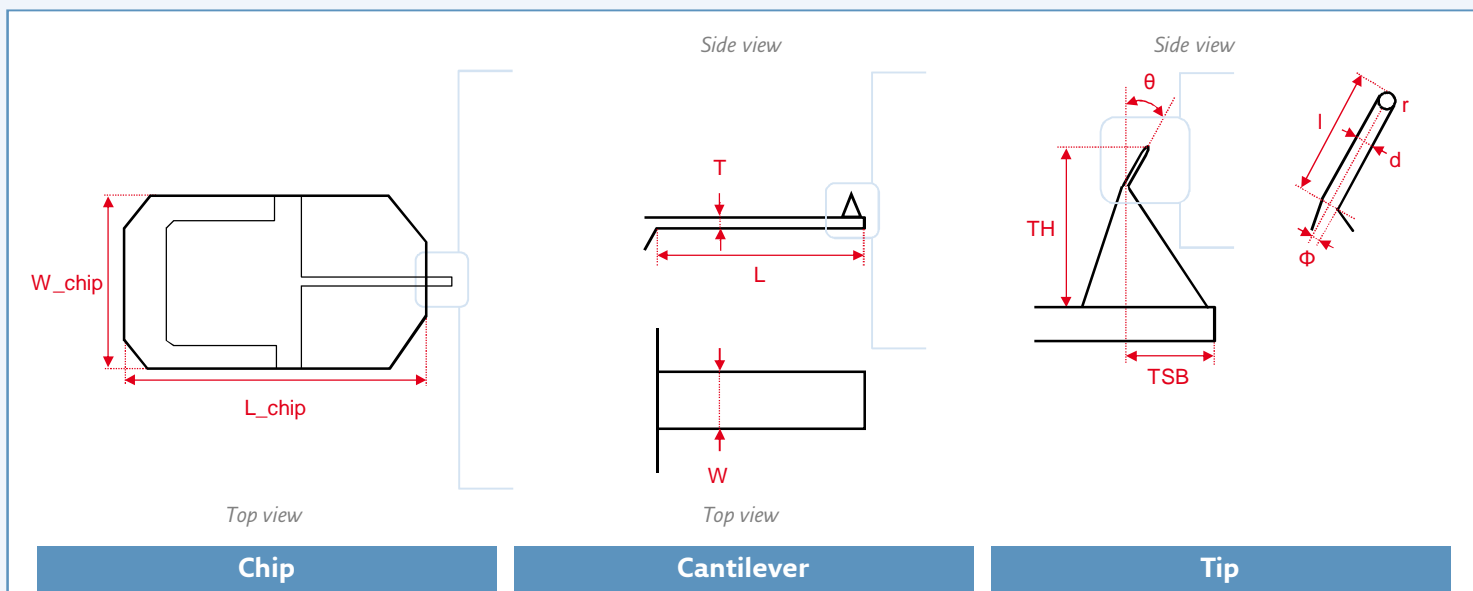 W_chip
L_chip
Top view
Chip
Side view
T
L
W
Top view
Cantilever
Side view
θ
TH
TSB
l
r
d
Φ
Tip